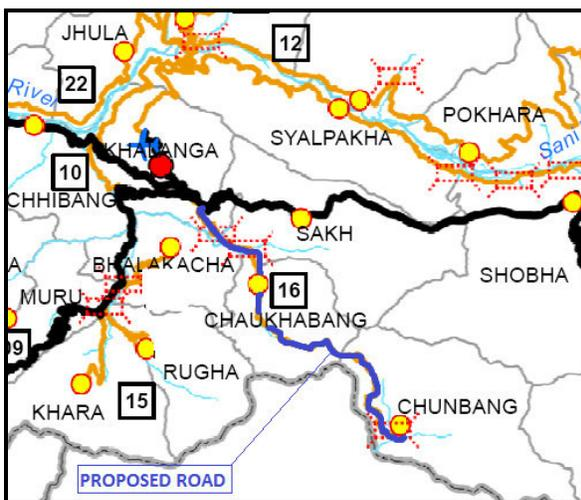 JHULA
12
22
River
SYALPAKHA
POKHARA
Sani
KHALANGA
10
CHHIBANG
SAKH
A
BHALAKACHA
SHOBHA
MURU
16
CHAUKHABANG
09
RUGHA
KHARA
15
CHUNBANG
PROPOSED ROAD